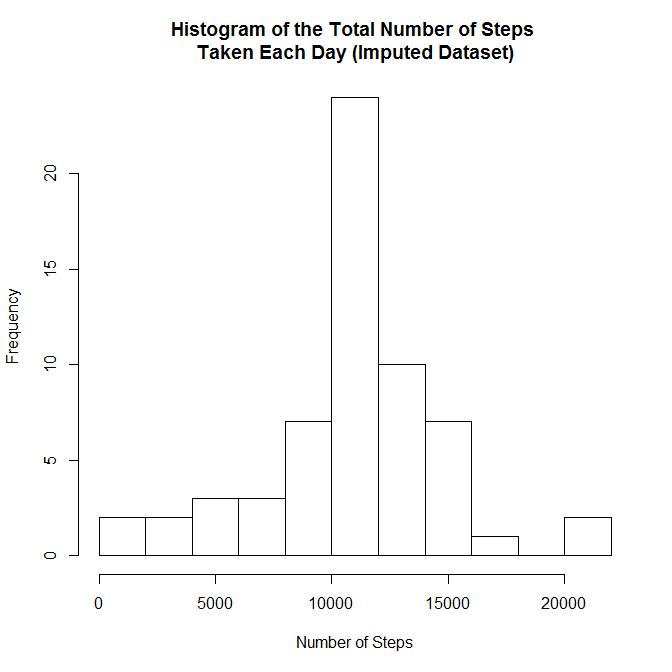 Histogram of the Total Number of Steps
Taken Each Day (Imputed Dataset)
Frequency
20
15
10
5
0
0 5000 10000 15000 20000
Number of Steps